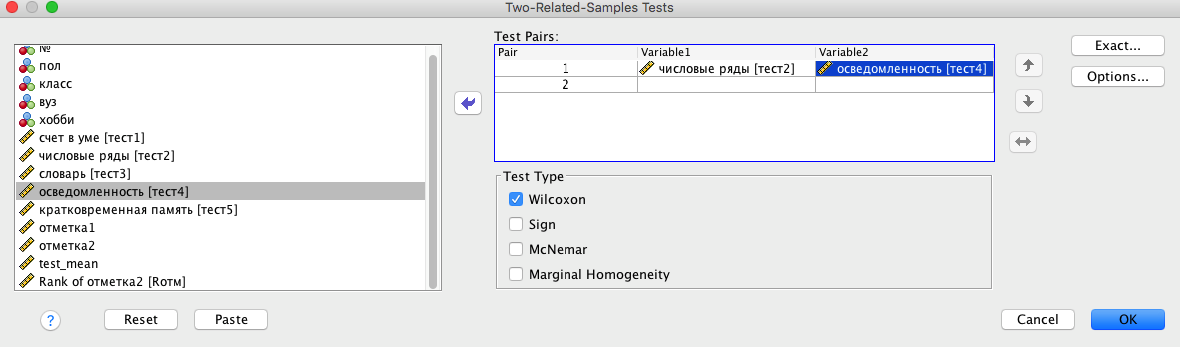 Two-Related-Samples Tests
№
пол
класс
вуз
хобби
счет в уме [тест1]
числовые ряды [тест2]
словарь [тест3]
осведомленность [тест4]
кратковременная память [тест5]
отметка1
отметка2
test_mean
Rank of отметка2 [Rотм]
Test Pairs:
Pair Variable1 Variable2
1 числовые ряды [тест2] осведомленность [тест4]
2
Test Type
Wilcoxon
Sign
McNemar
Marginal Homogeneity
Exact...
Options...
? Reset Paste Cancel OK